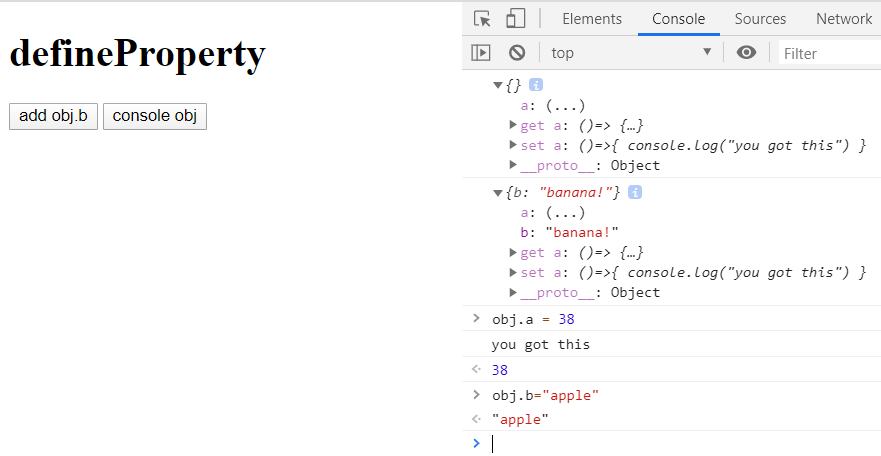 defineProperty
add obj.b console obj
Elements Console Sources Network
top Filter
{} i
a: (...)
get a: ()=> {…}
set a: ()=>{ console.log("you got this") }
__proto__: Object
{b: "banana!"} i
a: (...)
b: "banana!"
get a: ()=> {…}
set a: ()=>{ console.log("you got this") }
__proto__: Object
obj.a = 38
you got this
38
obj.b="apple"
"apple"